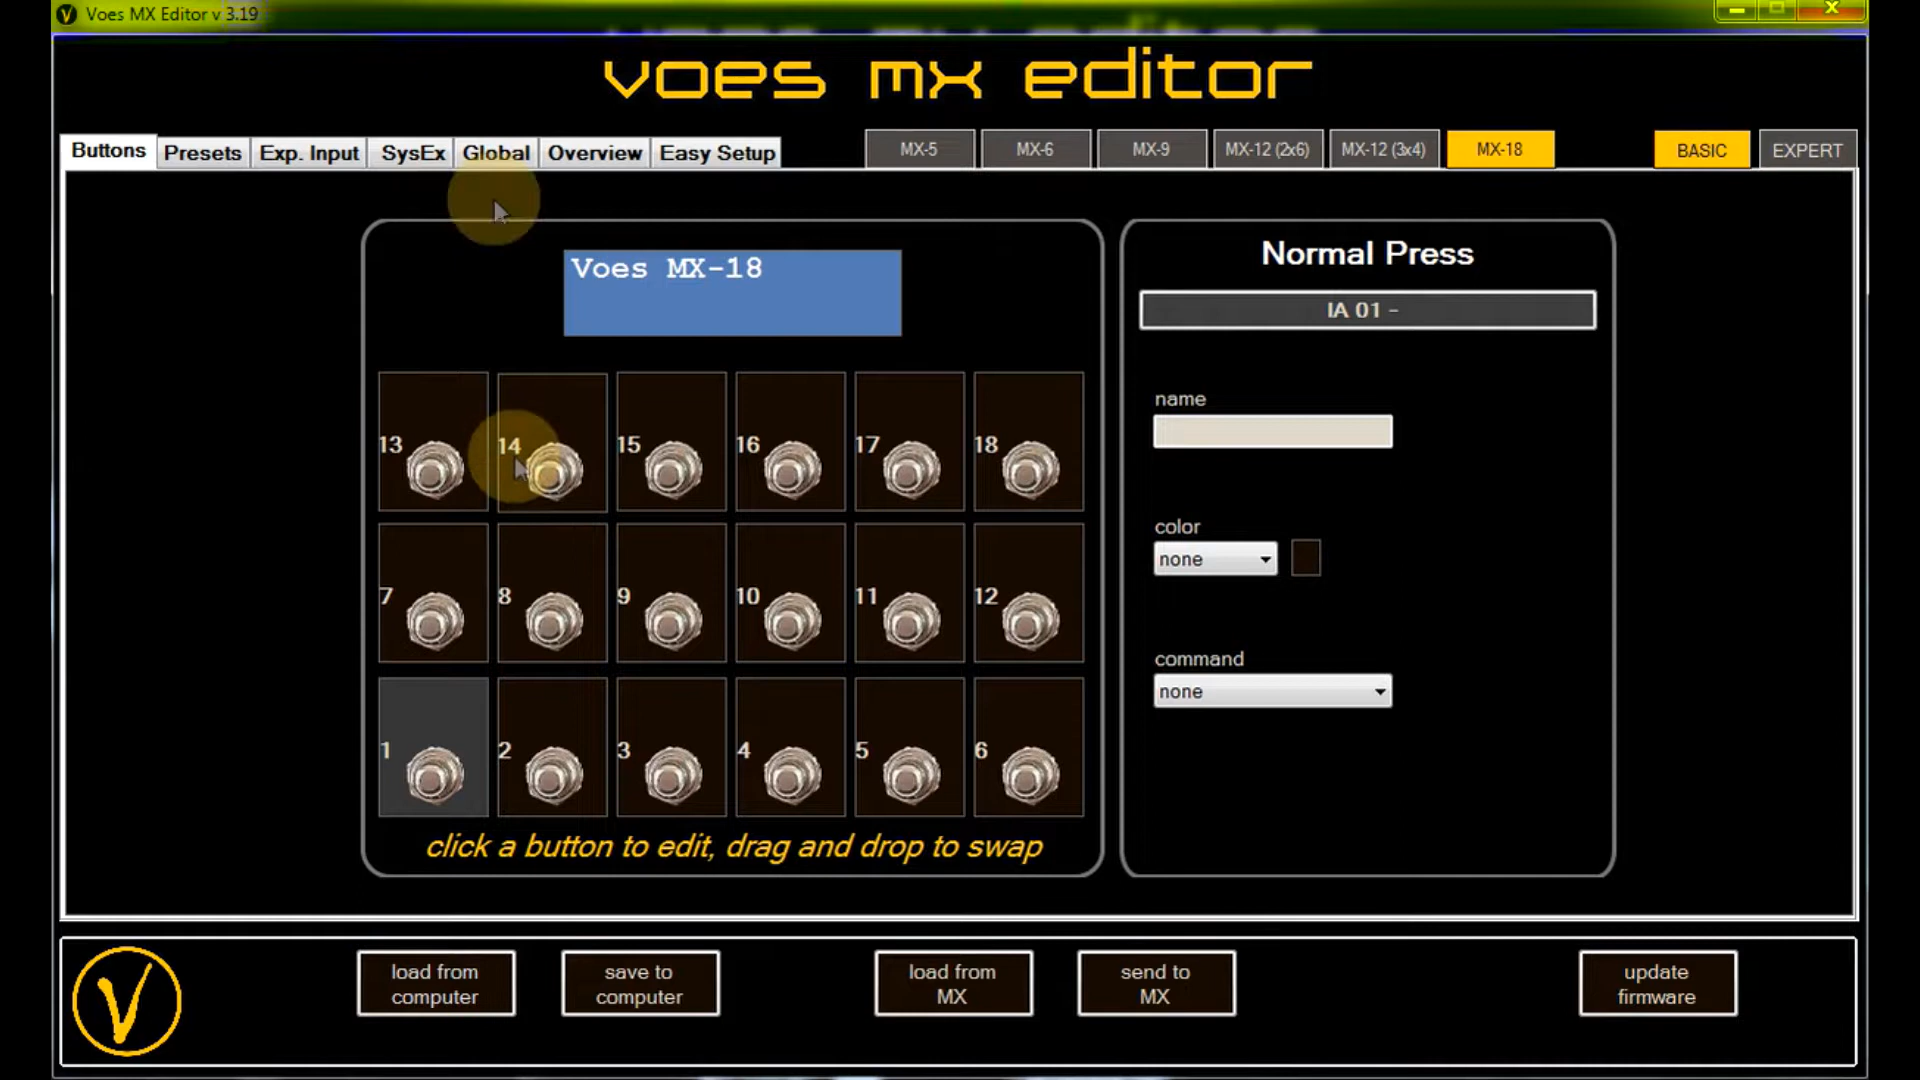 Voes MX Editor v 3.19
voes mx editor
Buttons Presets Exp. Input SysEx Global Overview Easy Setup MX-5 MX-6 MX-9 MX-12 (2x6) MX-12 (3x4) MX-18 BASIC EXPERT
Voes MX-18
13 14 15 16 17 18
7 8 9 10 11 12
1 2 3 4 5 6
click a button to edit, drag and drop to swap
Normal Press
IA 01 -
name
color
none
command
none
load from
computer
save to
computer
load from
MX
send to
MX
update
firmware